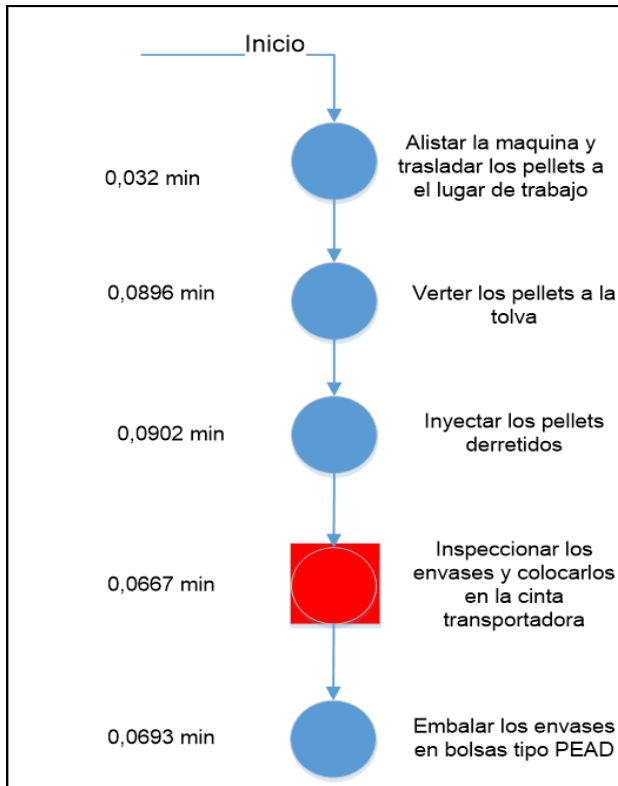 Inicio
Alistar la maquina y
trasladar los pellets a
el lugar de trabajo
0,032 min
0,0896 min
Verter los pellets a la
tolva
0,0902 min
Inyectar los pellets
derretidos
0,0667 min
Inspeccionar los
envases y colocarlos
en la cinta
transportadora
0,0693 min
Embalar los envases
en bolsas tipo PEAD